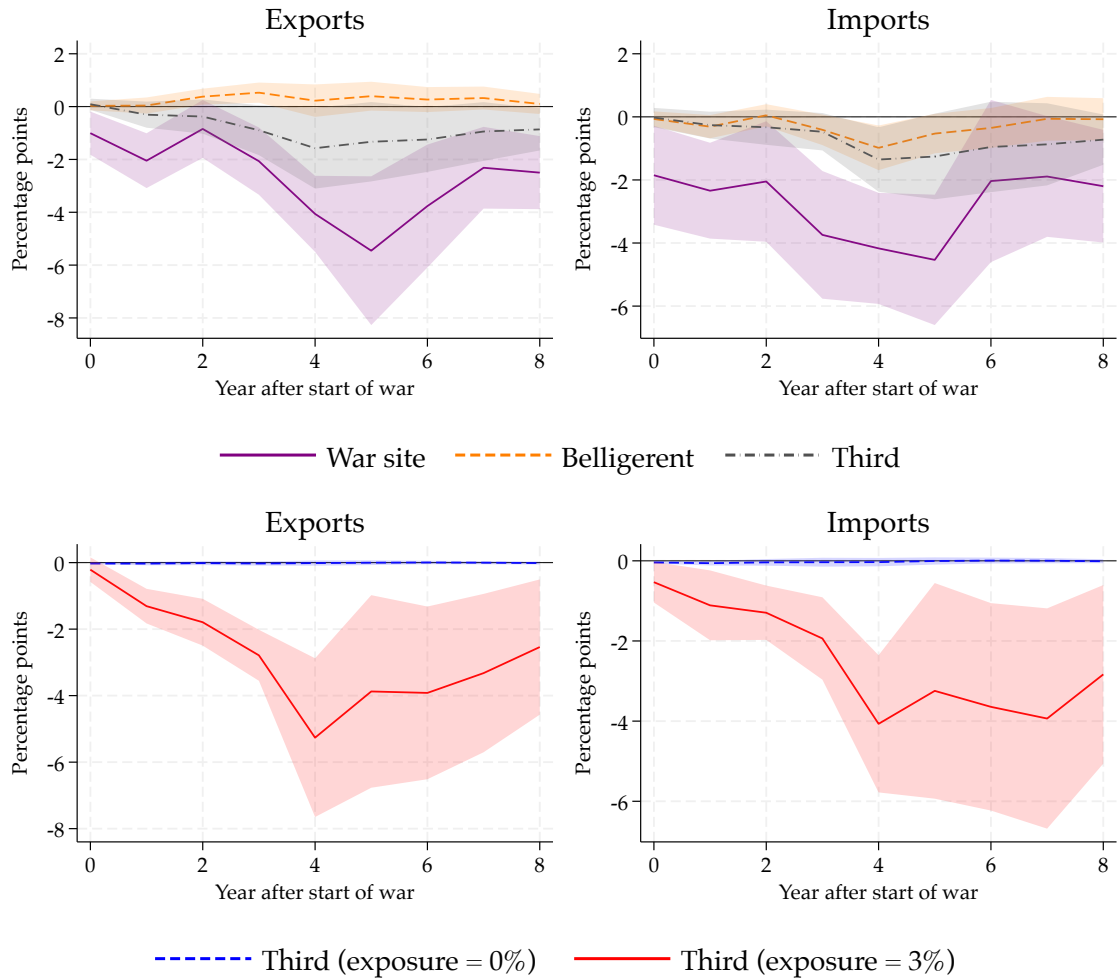 Exports
Imports
Percentage points
2
0
-2
-4
-6
-8
0 2 4 6 8
Year after start of war
Percentage points
2
0
-2
-4
-6
0 2 4 6 8
Year after start of war
War site Belligerent Third
Exports
Imports
Percentage points
0
-2
-4
-6
-8
0 2 4 6 8
Year after start of war
Percentage points
0
-2
-4
-6
0 2 4 6 8
Year after start of war
Third (exposure = 0%) Third (exposure = 3%)